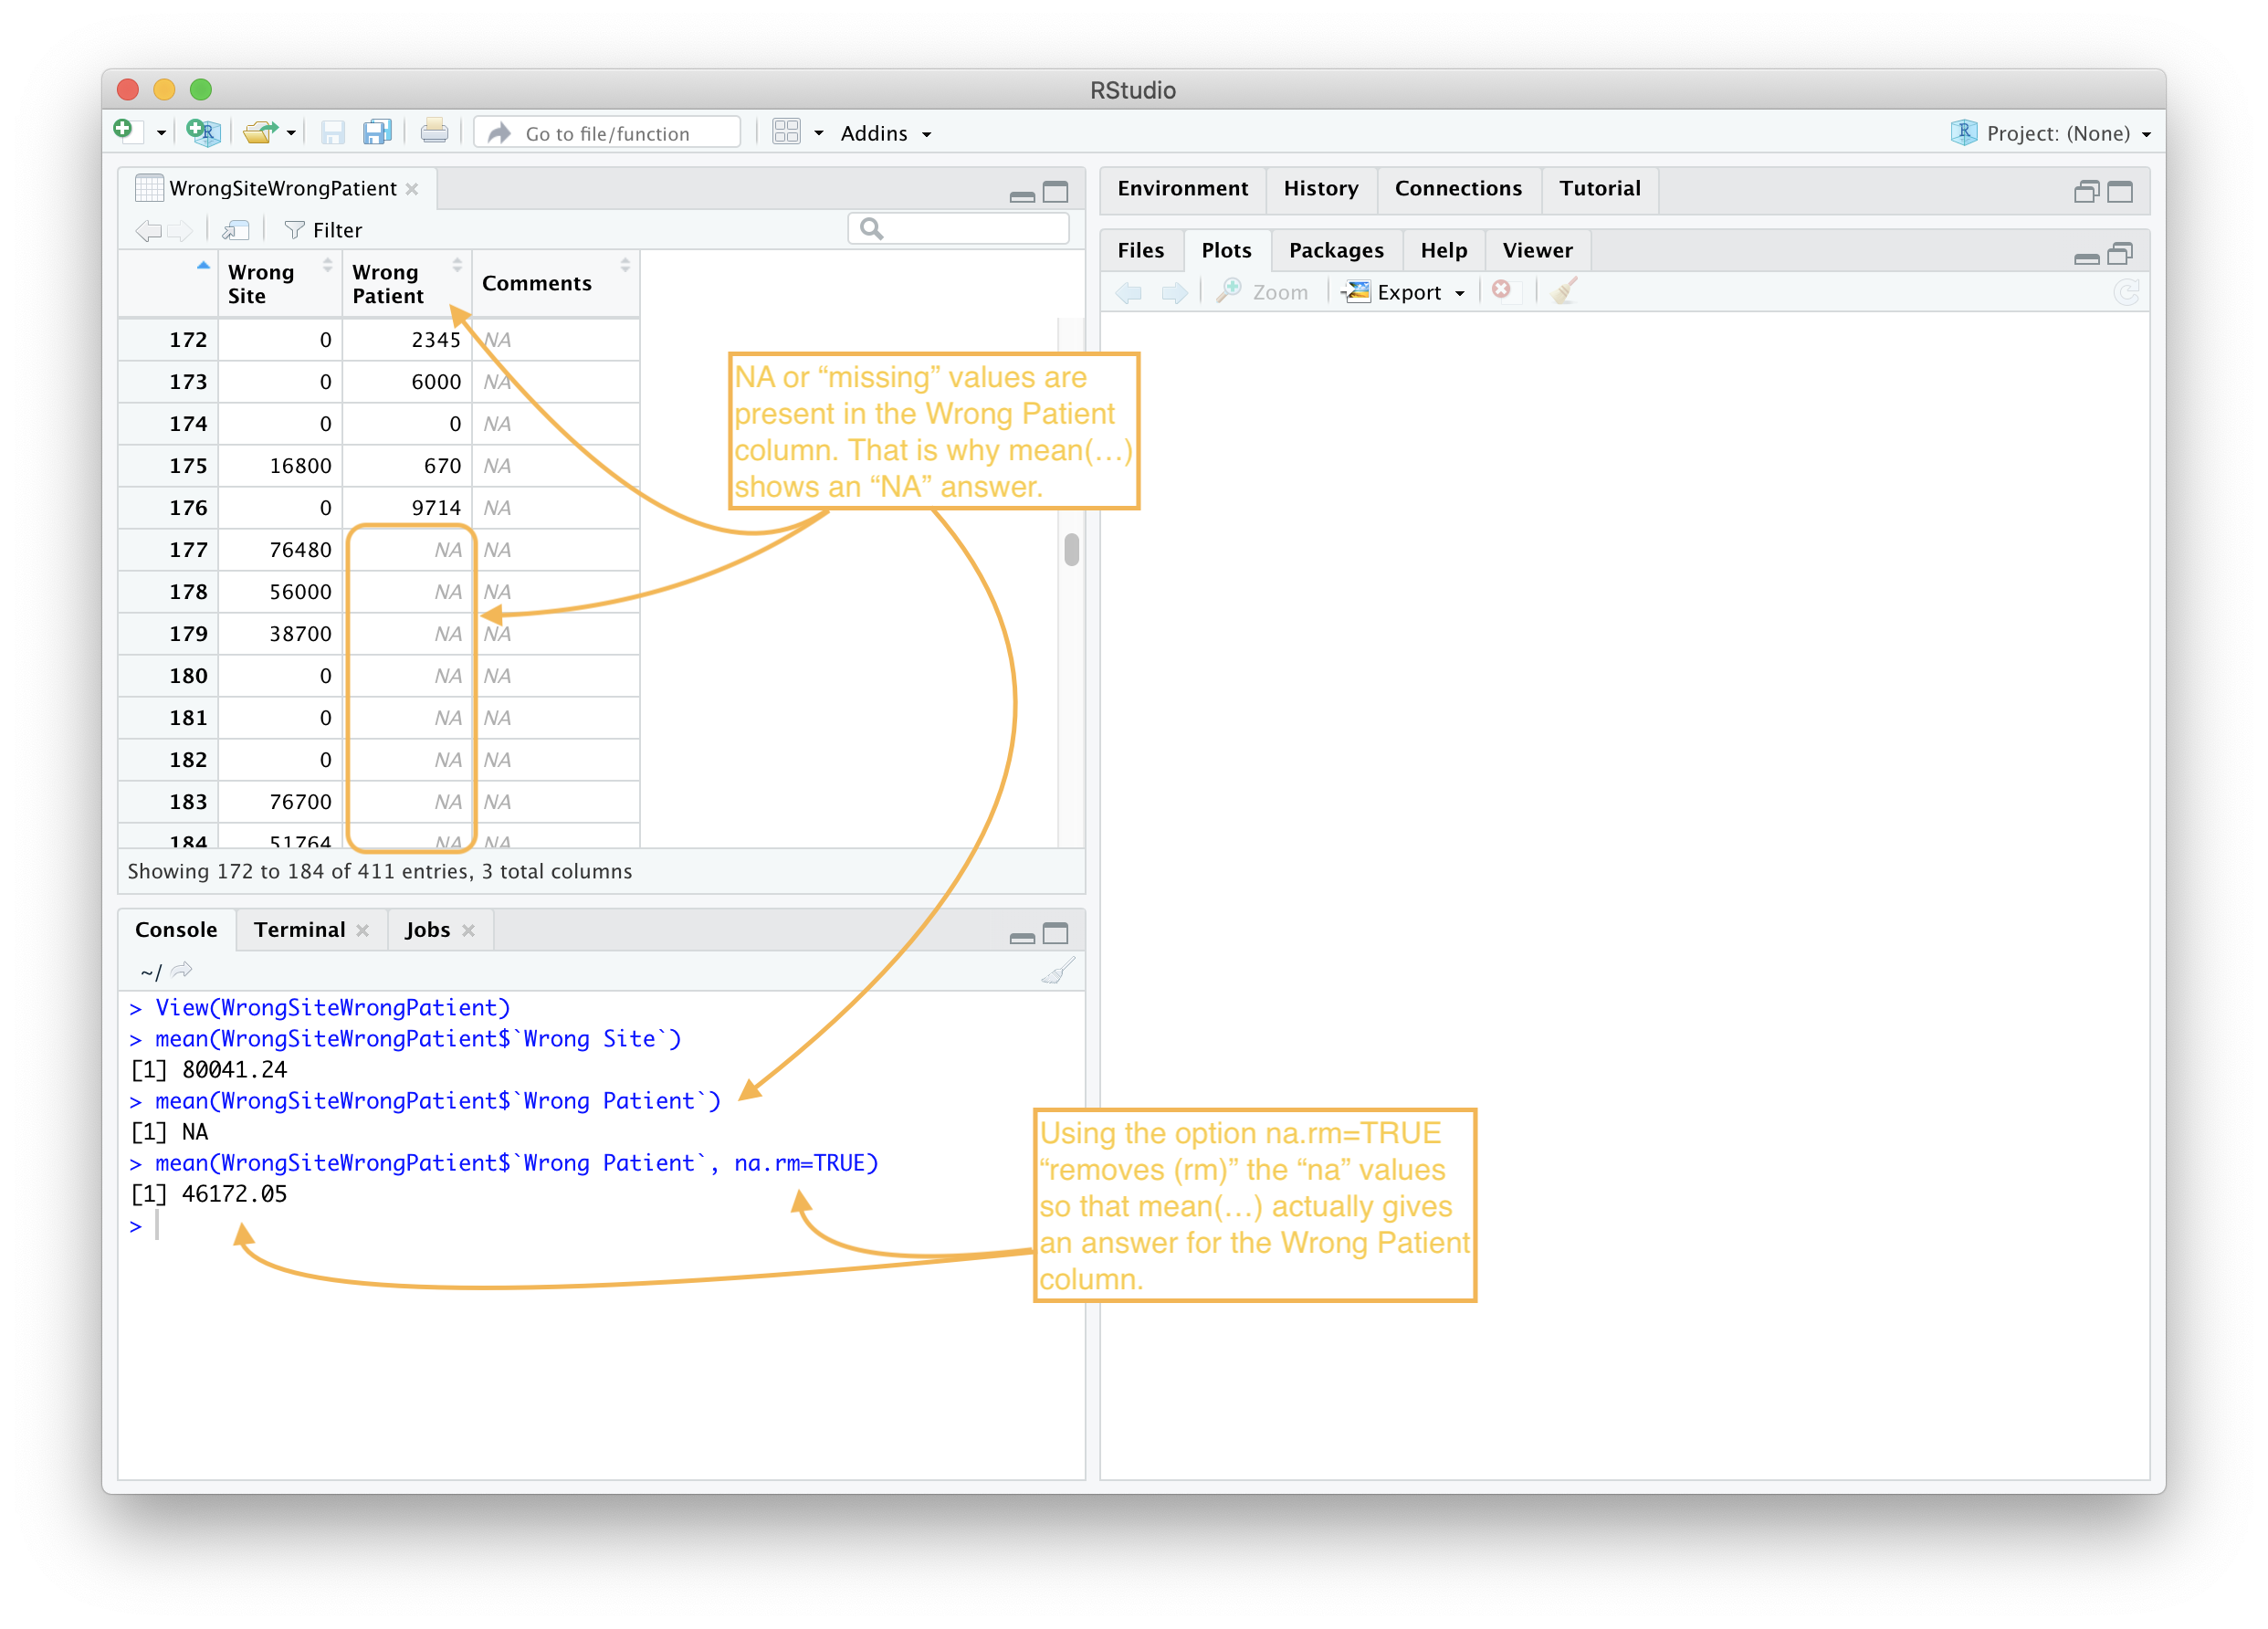 RStudio
Go to file/function
Addins
Project: (None)
WrongSiteWrongPatient
Filter
Wrong Site Wrong Patient Comments
172 0 2345 NA
173 0 6000 NA
174 0 0 NA
175 16800 670 NA
176 0 9714 NA
177 76480 NA NA
178 56000 NA NA
179 38700 NA NA
180 0 NA NA
181 0 NA NA
182 0 NA NA
183 76700 NA NA
184 51764 NA NA
Showing 172 to 184 of 411 entries, 3 total columns
NA or “missing” values are
present in the Wrong Patient
column. That is why mean(…)
shows an “NA” answer.
Environment History Connections Tutorial
Files Plots Packages Help Viewer
Zoom Export
Console Terminal Jobs
~/
> View(WrongSiteWrongPatient)
> mean(WrongSiteWrongPatient$`Wrong Site`)
[1] 80041.24
> mean(WrongSiteWrongPatient$`Wrong Patient`)
[1] NA
> mean(WrongSiteWrongPatient$`Wrong Patient`, na.rm=TRUE)
[1] 46172.05
>
Using the option na.rm=TRUE
“removes (rm)” the “na” values
so that mean(…) actually gives
an answer for the Wrong Patient
column.